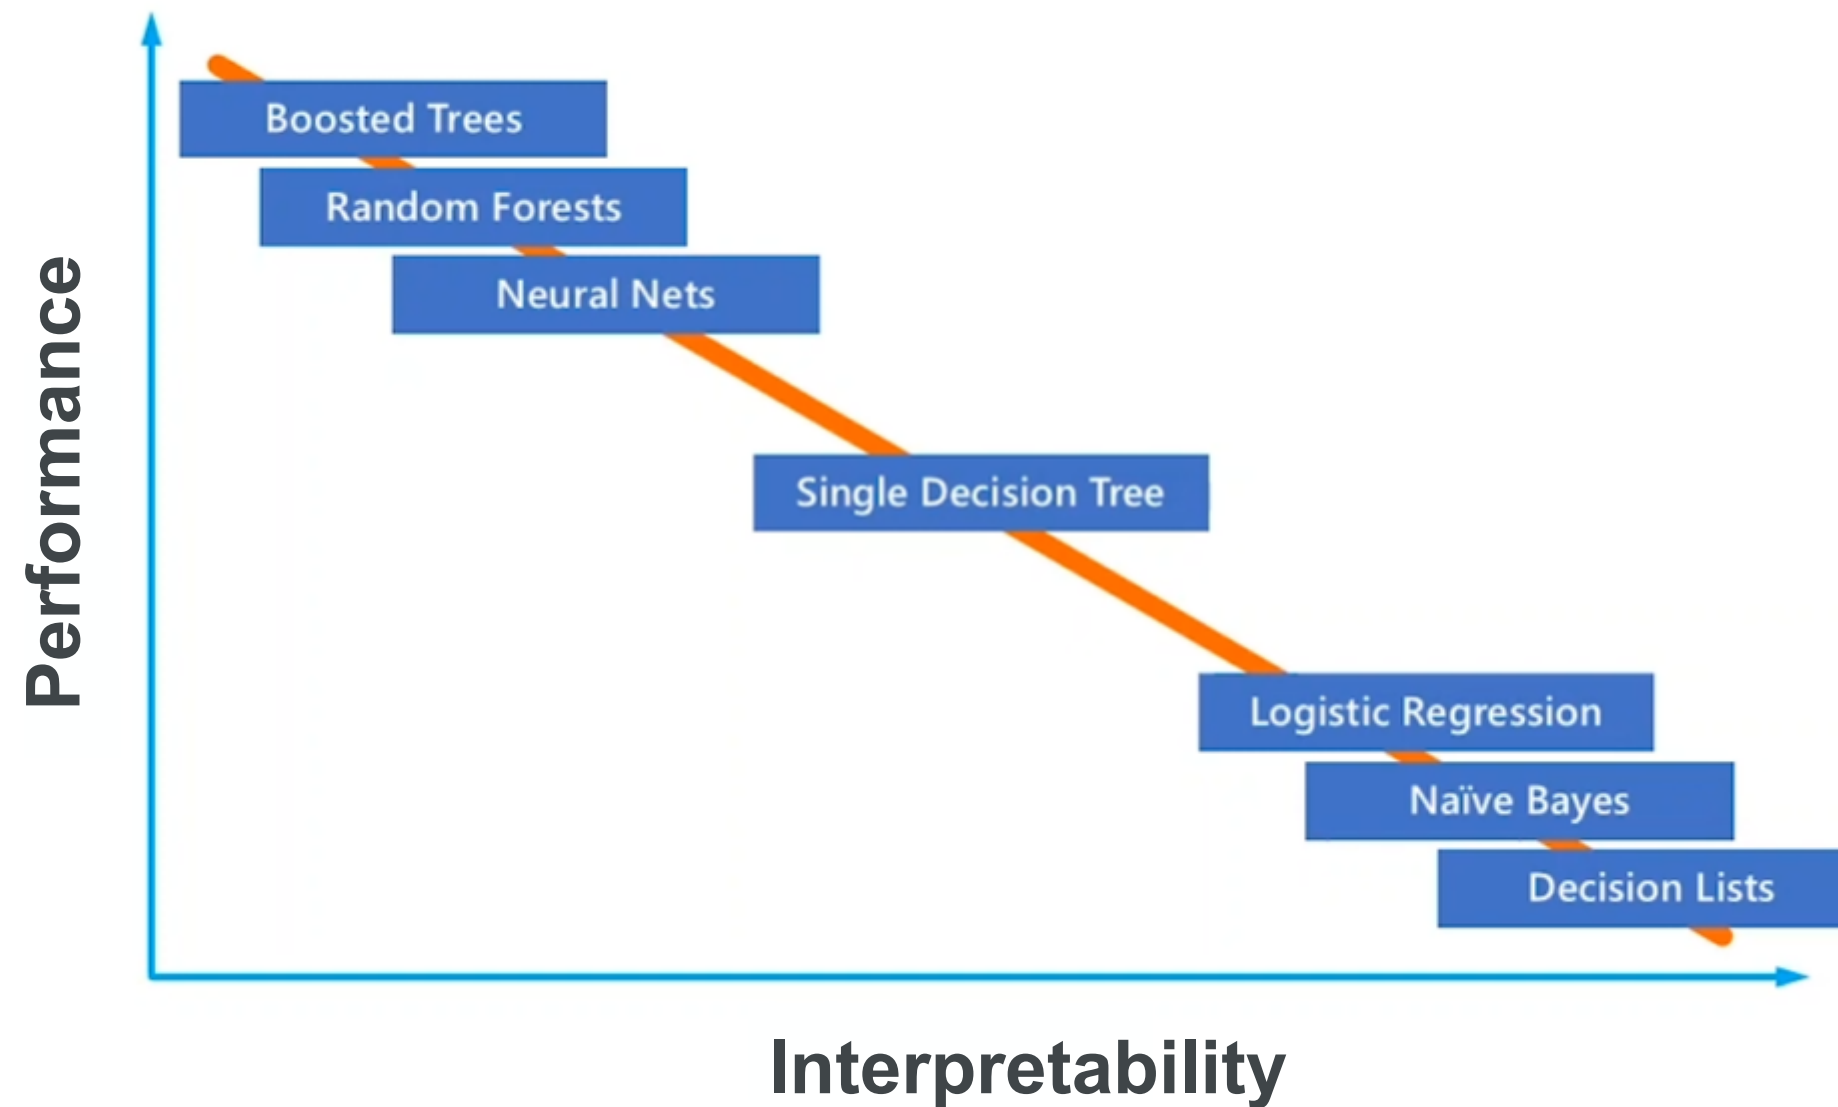 Performance
Boosted Trees
Random Forests
Neural Nets
Single Decision Tree
Logistic Regression
Naïve Bayes
Decision Lists
Interpretability